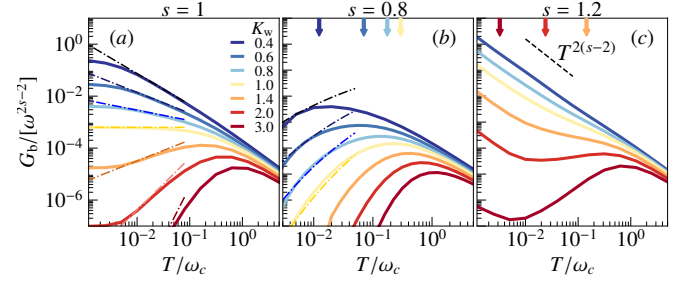 s = 1
s = 0.8
s = 1.2
(a)
(b)
(c)
K_w
0.4
0.6
0.8
1.0
1.4
2.0
3.0
T^{2(s−2)}
G_b/[ω^{2s−2}]
10^0
10^{−2}
10^{−4}
10^{−6}
10^{−2} 10^{−1} 10^0
10^{−2} 10^{−1} 10^0
10^{−2} 10^{−1} 10^0
T/ω_c
T/ω_c
T/ω_c